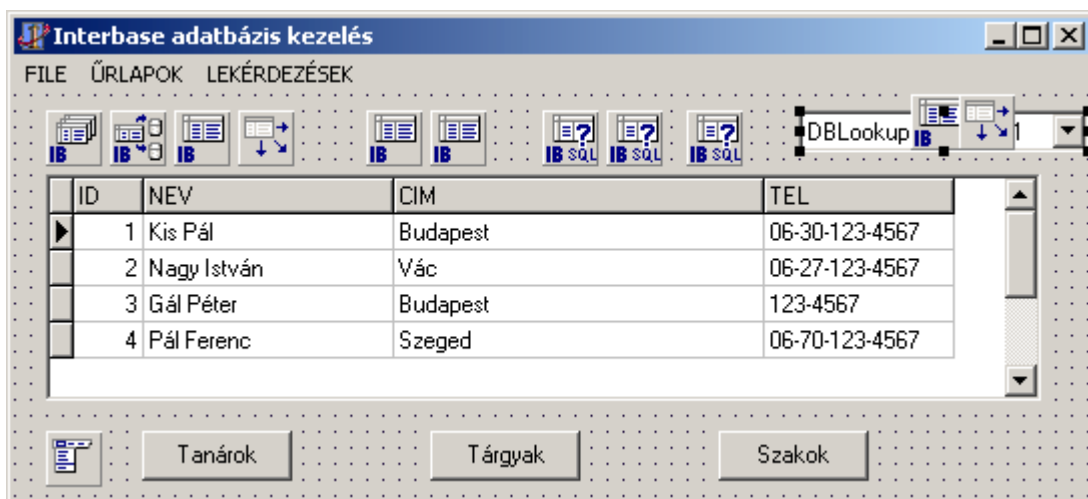 Interbase adatbázis kezelés
FILE ŰRLAPOK LEKÉRDEZÉSEK
IB IB IB IB IB IB SQL IB SQL IB SQL DBLookup IB 1
ID NEV CIM TEL
1 Kis Pál Budapest 06-30-123-4567
2 Nagy István Vác 06-27-123-4567
3 Gál Péter Budapest 123-4567
4 Pál Ferenc Szeged 06-70-123-4567
Tanárok Tárgyak Szakok